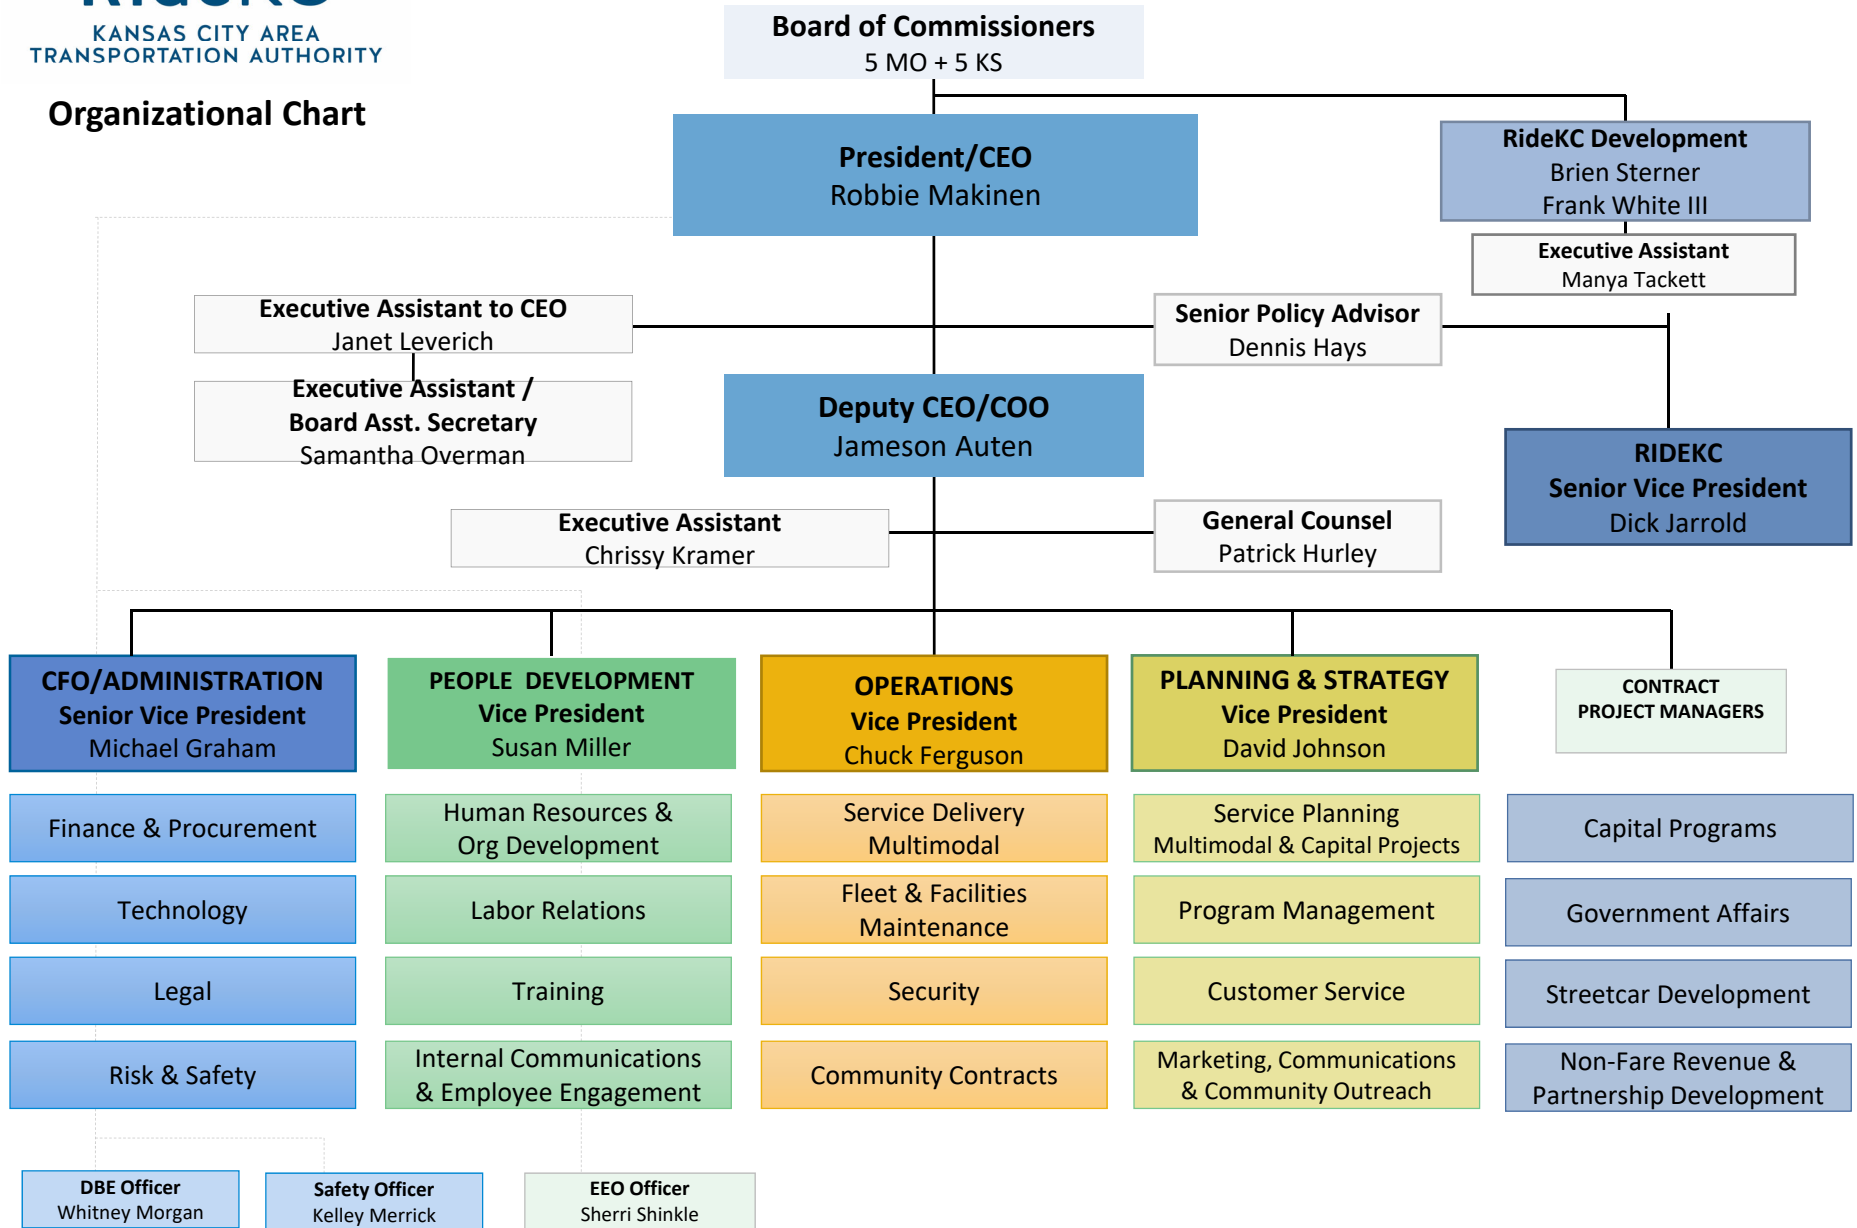 RideKC
KANSAS CITY AREA
TRANSPORTATION AUTHORITY
Organizational Chart
Board of Commissioners
5 MO + 5 KS
President/CEO
Robbie Makinen
RideKC Development
Brien Sterner
Frank White III
Executive Assistant
Manya Tackett
Executive Assistant to CEO
Janet Leverich
Senior Policy Advisor
Dennis Hays
Executive Assistant /
Board Asst. Secretary
Samantha Overman
Deputy CEO/COO
Jameson Auten
RIDEKC
Senior Vice President
Dick Jarrold
Executive Assistant
Chrissy Kramer
General Counsel
Patrick Hurley
CFO/ADMINISTRATION
Senior Vice President
Michael Graham
PEOPLE  DEVELOPMENT
Vice President
Susan Miller
OPERATIONS
Vice President
Chuck Ferguson
PLANNING & STRATEGY
Vice President
David Johnson
CONTRACT
PROJECT MANAGERS
Finance & Procurement
Human Resources &
Org Development
Service Delivery
Multimodal
Service Planning
Multimodal & Capital Projects
Capital Programs
Technology
Labor Relations
Fleet & Facilities
Maintenance
Program Management
Government Affairs
Legal
Training
Security
Customer Service
Streetcar Development
Risk & Safety
Internal Communications
& Employee Engagement
Community Contracts
Marketing, Communications
& Community Outreach
Non-Fare Revenue &
Partnership Development
DBE Officer
Whitney Morgan
Safety Officer
Kelley Merrick
EEO Officer
Sherri Shinkle